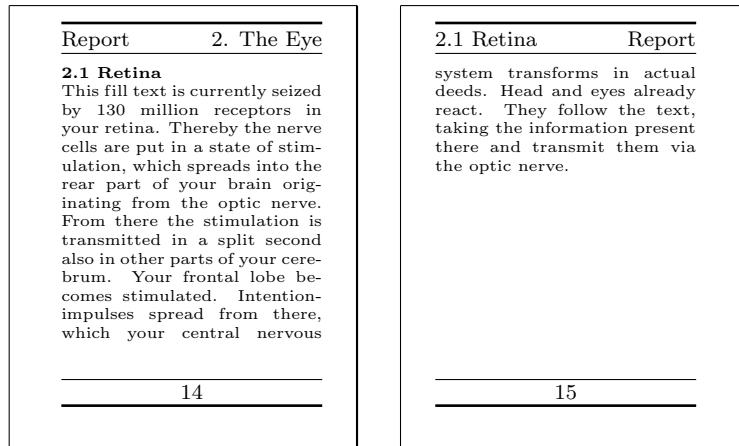 Report 2. The Eye
2.1 Retina
This fill text is currently seized
by 130 million receptors in
your retina. Thereby the nerve
cells are put in a state of stim-
ulation, which spreads into the
rear part of your brain orig-
inating from the optic nerve.
From there the stimulation is
transmitted in a split second
also in other parts of your cere-
brum. Your frontal lobe be-
comes stimulated. Intention-
impulses spread from there,
which your central nervous
14
2.1 Retina Report
system transforms in actual
deeds. Head and eyes already
react. They follow the text,
taking the information present
there and transmit them via
the optic nerve.
15